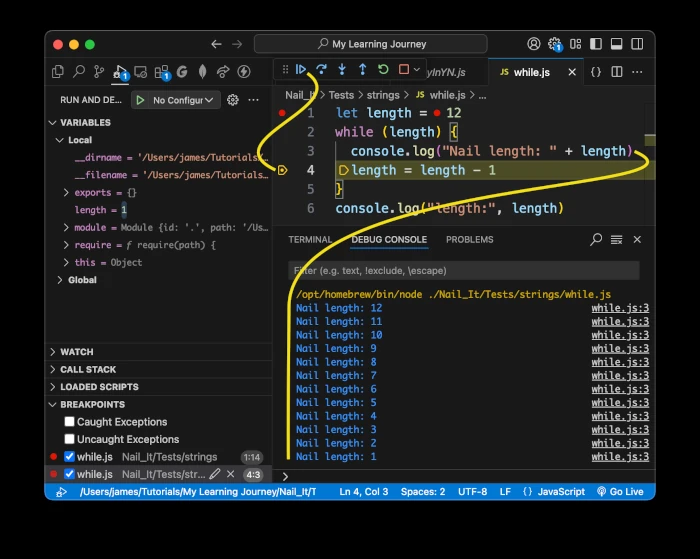 My Learning Journey
yInYN.js
JS while.js
RUN AND DE...
No Configur
Nail_It > Tests > strings > JS while.js > ...
VARIABLES
Local
__dirname = '/Users/james/Tutorials/...
__filename = '/Users/james/Tutorials...
exports = {}
length = 1
module = Module {id: '.', path: '/Us...
require = ƒ require(path) {
this = Object
Global
1 let length = 12
2 while (length) {
3 console.log("Nail length: " + length)
4 length = length - 1
5 }
6 console.log("length:", length)
TERMINAL DEBUG CONSOLE PROBLEMS
Filter (e.g. text, !exclude, \escape)
/opt/homebrew/bin/node ./Nail_It/Tests/strings/while.js
Nail length: 12 while.js:3
Nail length: 11 while.js:3
Nail length: 10 while.js:3
Nail length: 9 while.js:3
Nail length: 8 while.js:3
Nail length: 7 while.js:3
Nail length: 6 while.js:3
Nail length: 5 while.js:3
Nail length: 4 while.js:3
Nail length: 3 while.js:3
Nail length: 2 while.js:3
Nail length: 1 while.js:3
WATCH
CALL STACK
LOADED SCRIPTS
BREAKPOINTS
Caught Exceptions
Uncaught Exceptions
while.js Nail_It/Tests/strings 1:14
while.js Nail_It/Tests/str... 4:3
/Users/james/Tutorials/My Learning Journey/Nail_It/T Ln 4, Col 3 Spaces: 2 UTF-8 LF {} JavaScript Go Live